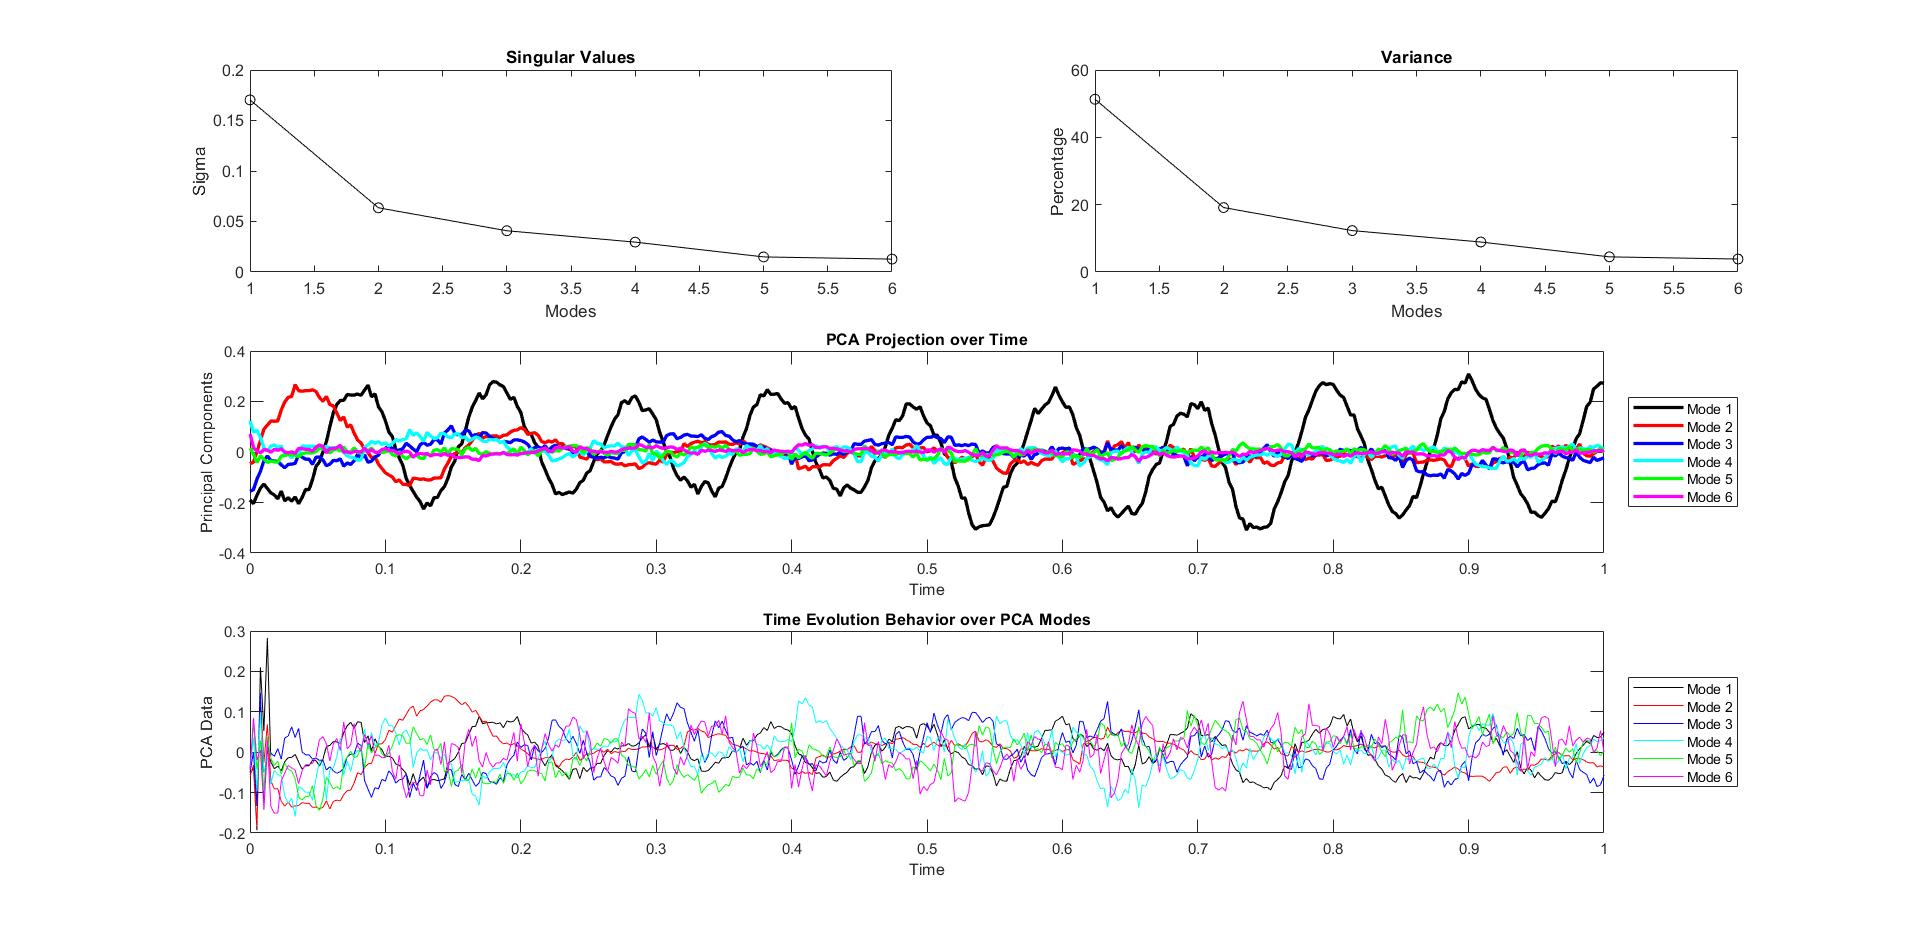 Singular Values
0.2
0.15
0.1
0.05
0
Sigma
1 1.5 2 2.5 3 3.5 4 4.5 5 5.5 6
Modes
Variance
60
40
20
0
Percentage
1 1.5 2 2.5 3 3.5 4 4.5 5 5.5 6
Modes
PCA Projection over Time
0.4
0.2
0
-0.2
-0.4
Principal Components
0 0.1 0.2 0.3 0.4 0.5 0.6 0.7 0.8 0.9 1
Time
Mode 1
Mode 2
Mode 3
Mode 4
Mode 5
Mode 6
Time Evolution Behavior over PCA Modes
0.3
0.2
0.1
0
-0.1
-0.2
PCA Data
0 0.1 0.2 0.3 0.4 0.5 0.6 0.7 0.8 0.9 1
Time
Mode 1
Mode 2
Mode 3
Mode 4
Mode 5
Mode 6